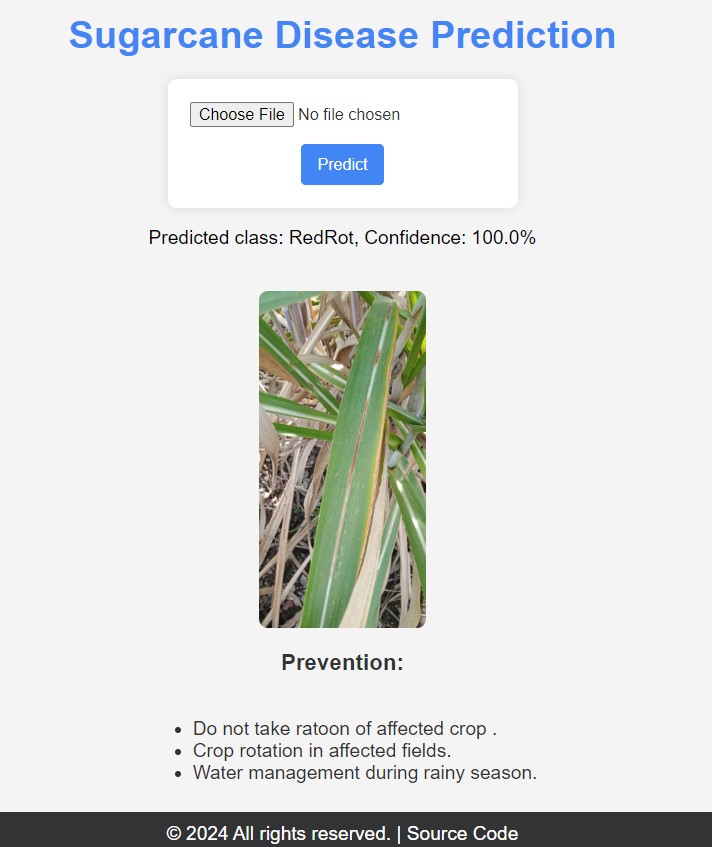 Sugarcane Disease Prediction
Choose File No file chosen
Predict
Predicted class: RedRot, Confidence: 100.0%
Prevention:
• Do not take ratoon of affected crop .
• Crop rotation in affected fields.
• Water management during rainy season.
© 2024 All rights reserved. | Source Code